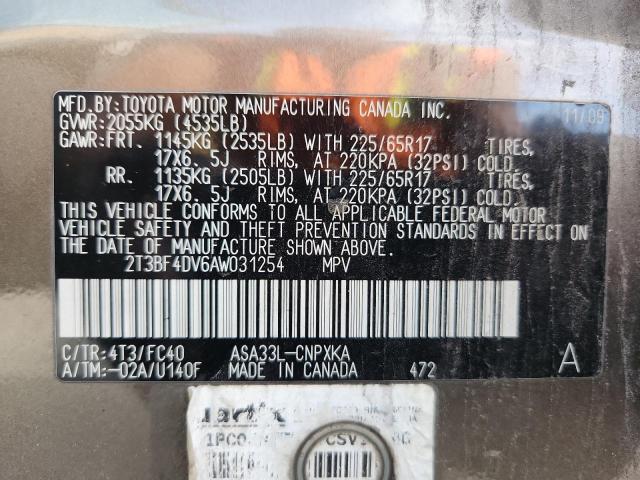 MFD.BY:TOYOTA MOTOR MANUFACTURING CANADA INC. 11/09
GVWR:2055KG (4535LB)
GAWR:FRT. 1145KG (2535LB) WITH 225/65R17 TIRES,
17X6.5J RIMS, AT 220KPA (32PSI) COLD.
RR. 1135KG (2505LB) WITH 225/65R17 TIRES,
17X6.5J RIMS, AT 220KPA (32PSI) COLD.
THIS VEHICLE CONFORMS TO ALL APPLICABLE FEDERAL MOTOR
VEHICLE SAFETY BUMPER, AND THEFT PREVENTION STANDARDS IN EFFECT
ON THE DATE OF MANUFACTURE SHOWN ABOVE.
2T3BF4DV6AW031254 MPV
C/TR:4T3/FC40 ASA33L-CNPXKA
A/TM:-02A/U140F MADE IN CANADA 472 A